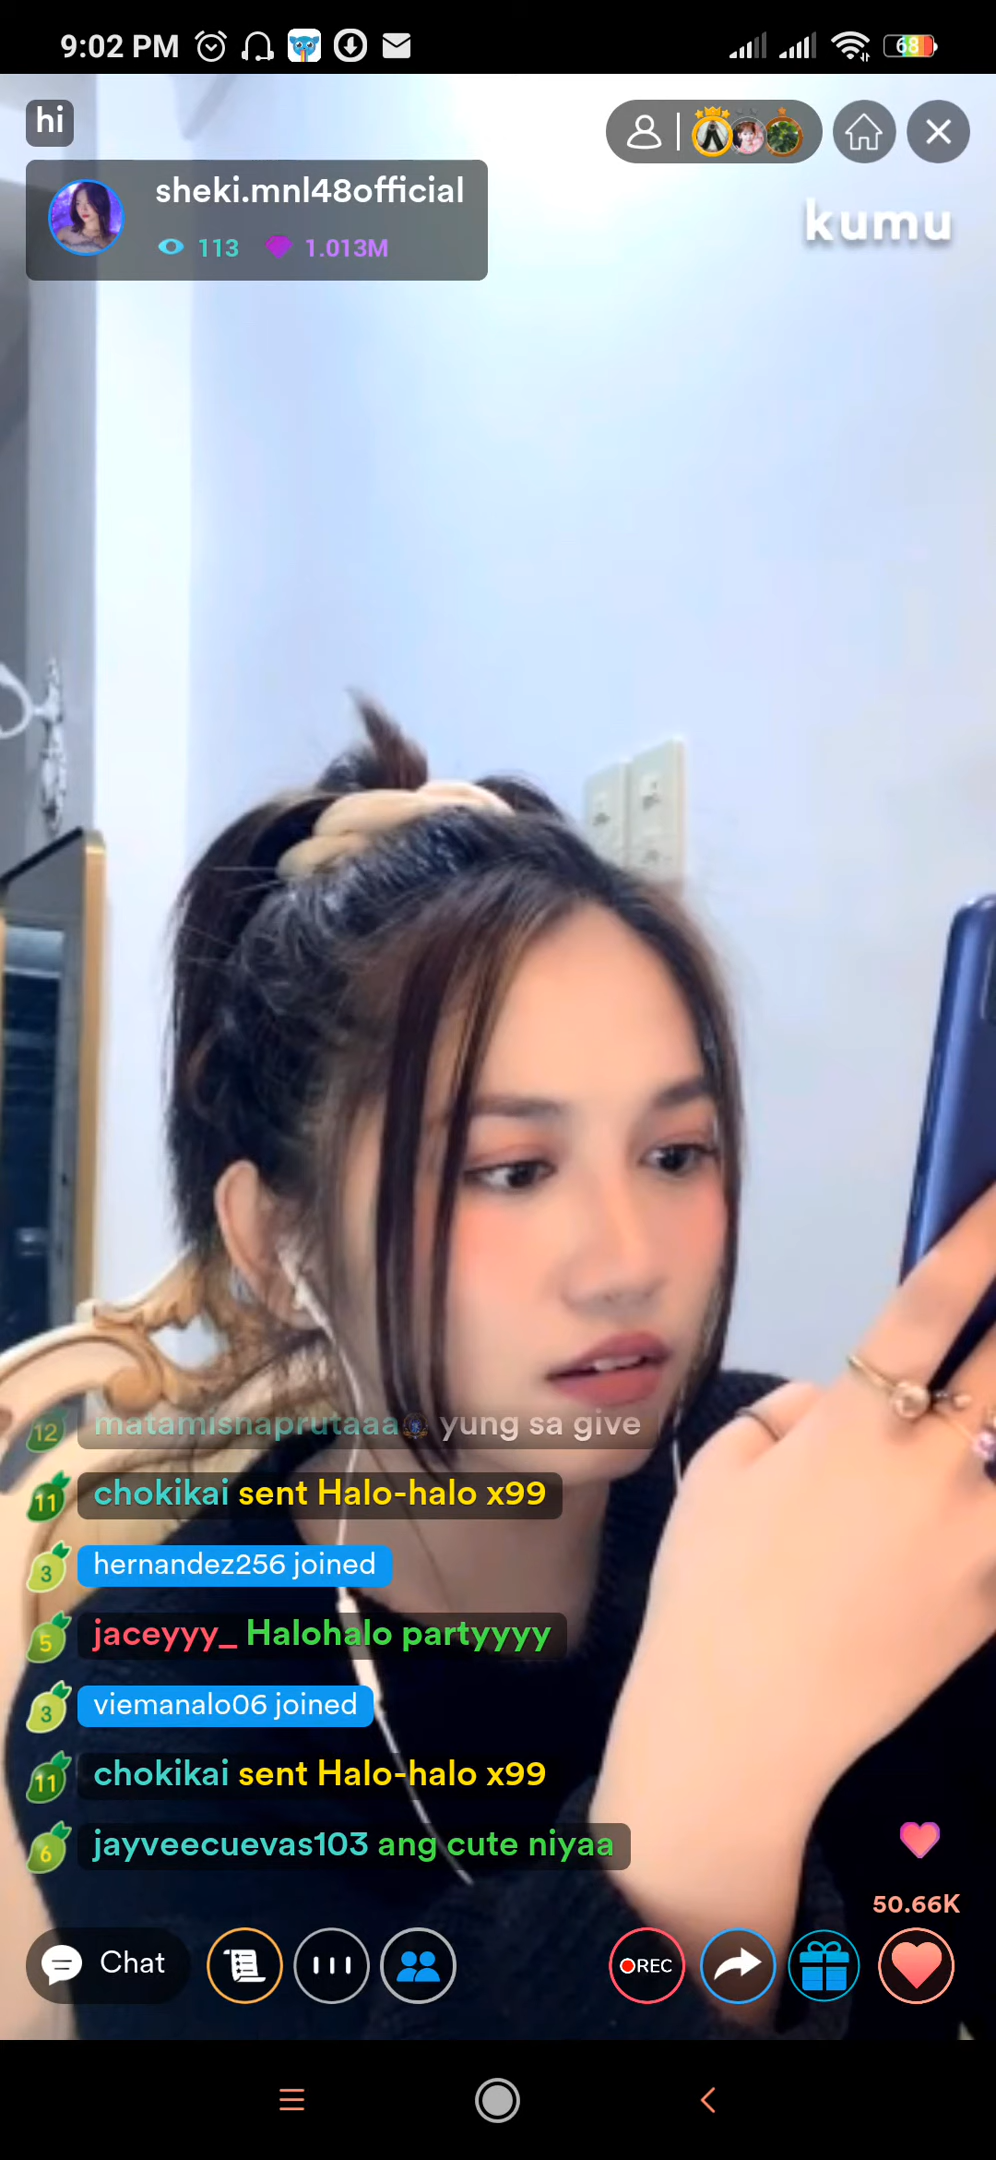 9:02 PM
68
hi
sheki.mnl48official
113 1.013M
kumu
12 matamishaprutaaa yung sa give
11 chokikai sent Halo-halo x99
3 hernandez256 joined
5 jaceyyy_ Halohalo partyyyy
3 viemanalo06 joined
11 chokikai sent Halo-halo x99
6 jayveecuevas103 ang cute niyaa
50.66K
Chat
REC